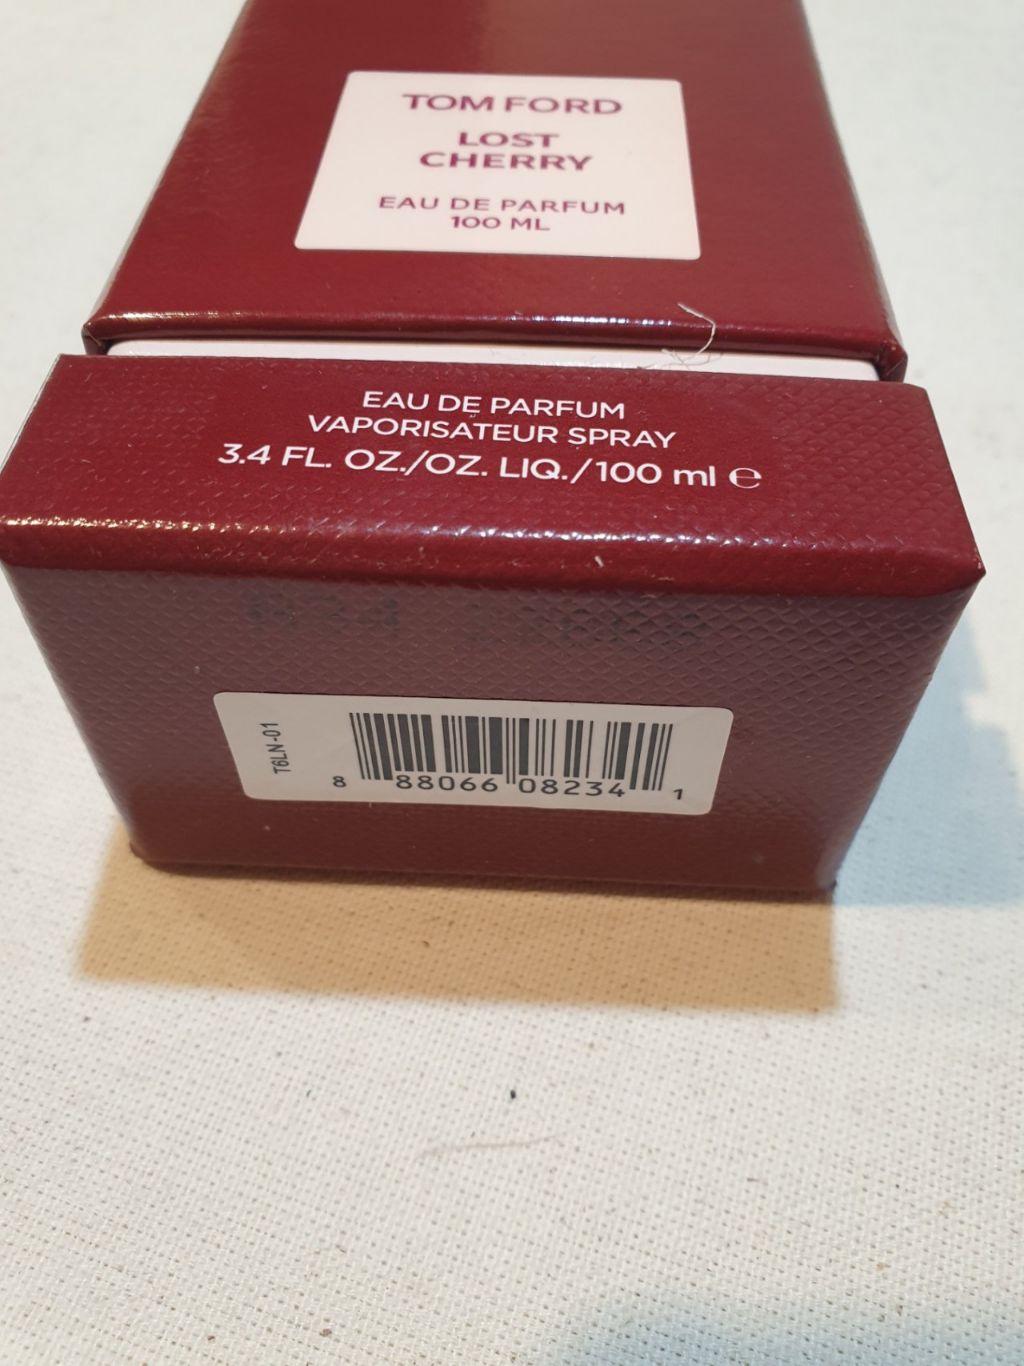 TOM FORD
LOST
CHERRY
EAU DE PARFUM
100 ML
EAU DE PARFUM
VAPORISATEUR SPRAY
3.4 FL. OZ./OZ. LIQ./100 ml ℮
T6LN-01
8 88066 08234 1